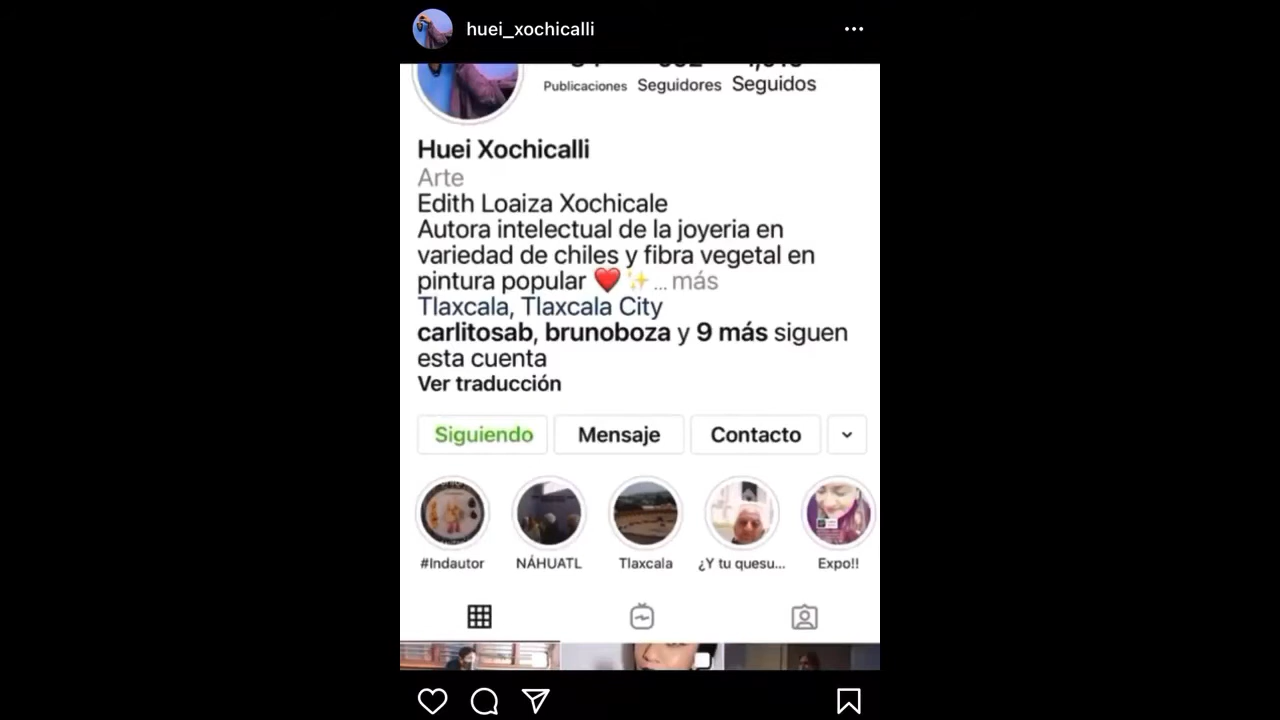 huei_xochicalli
Publicaciones Seguidores Seguidos
Huei Xochicalli
Arte
Edith Loaiza Xochicale
Autora intelectual de la joyeria en
variedad de chiles y fibra vegetal en
pintura popular ❤️✨... más
Tlaxcala, Tlaxcala City
carlitosab, brunoboza y 9 más siguen
esta cuenta
Ver traducción
Siguiendo Mensaje Contacto
#Indautor NÁHUATL Tlaxcala ¿Y tu quesu... Expo!!